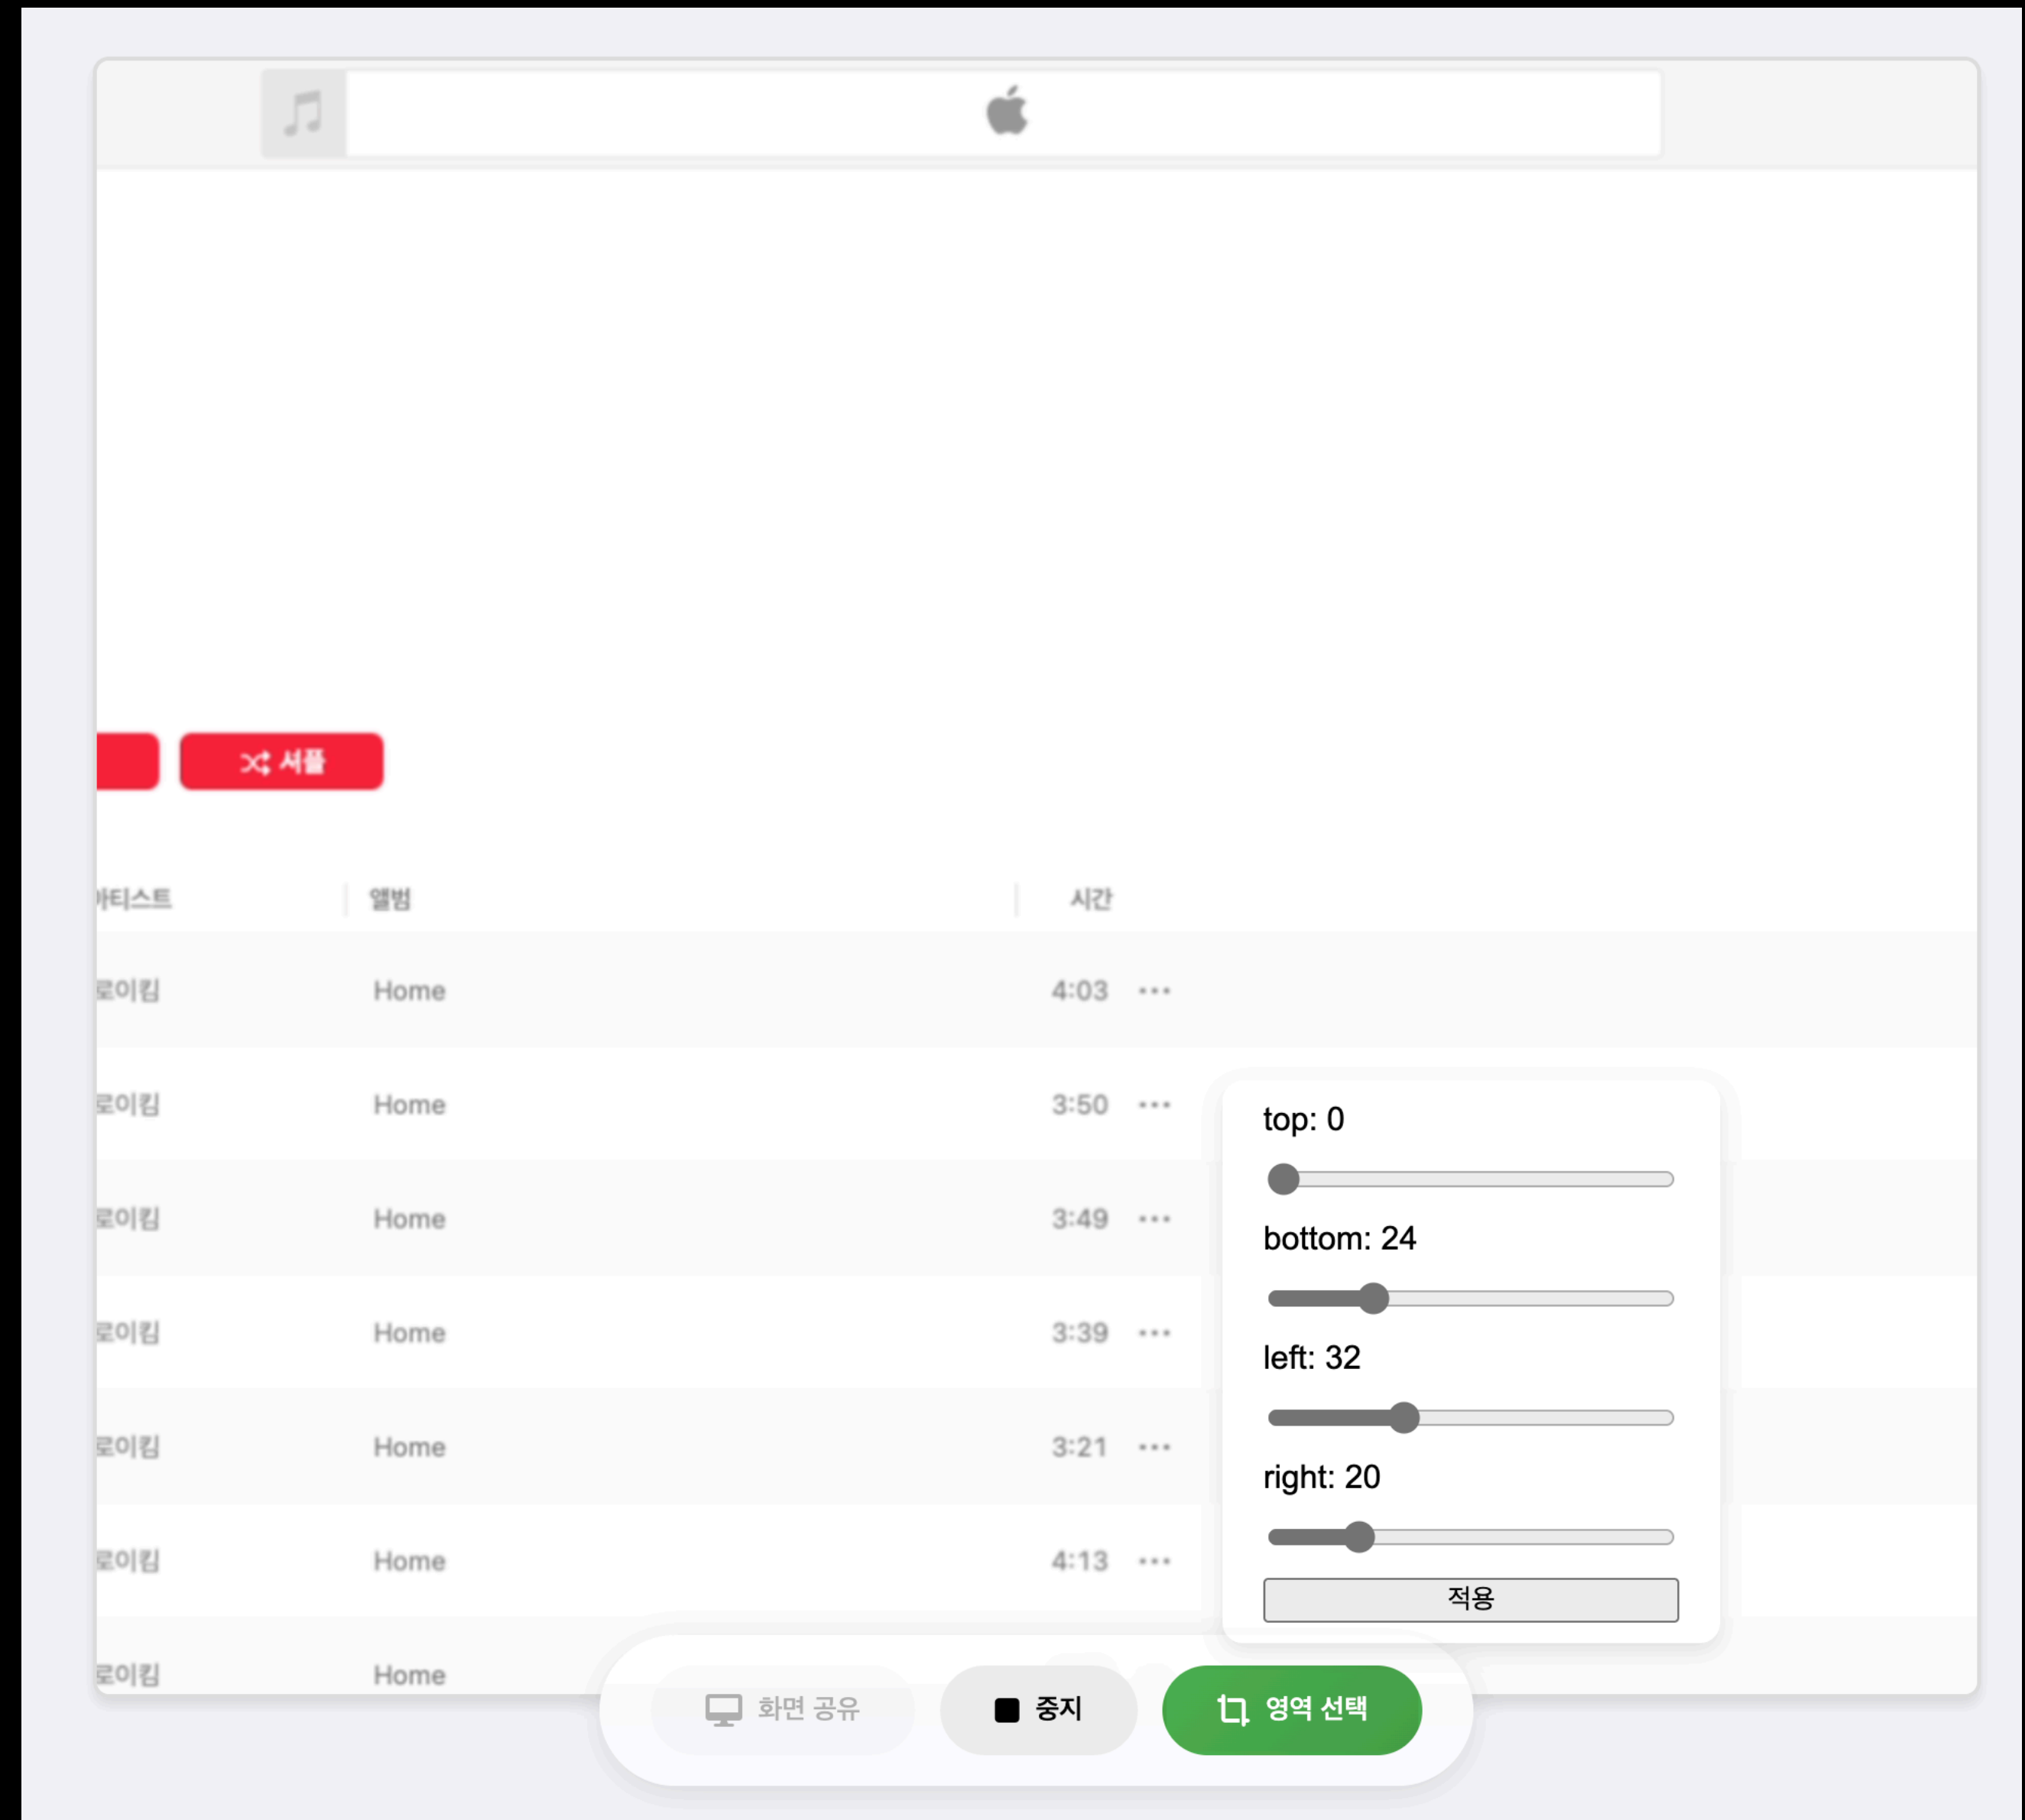 셔플
아티스트 앨범 시간
로이킴 Home 4:03 •••
로이킴 Home 3:50 •••
로이킴 Home 3:49 •••
로이킴 Home 3:39 •••
로이킴 Home 3:21 •••
로이킴 Home 4:13 •••
로이킴 Home
top: 0
bottom: 24
left: 32
right: 20
적용
화면 공유
중지
영역 선택